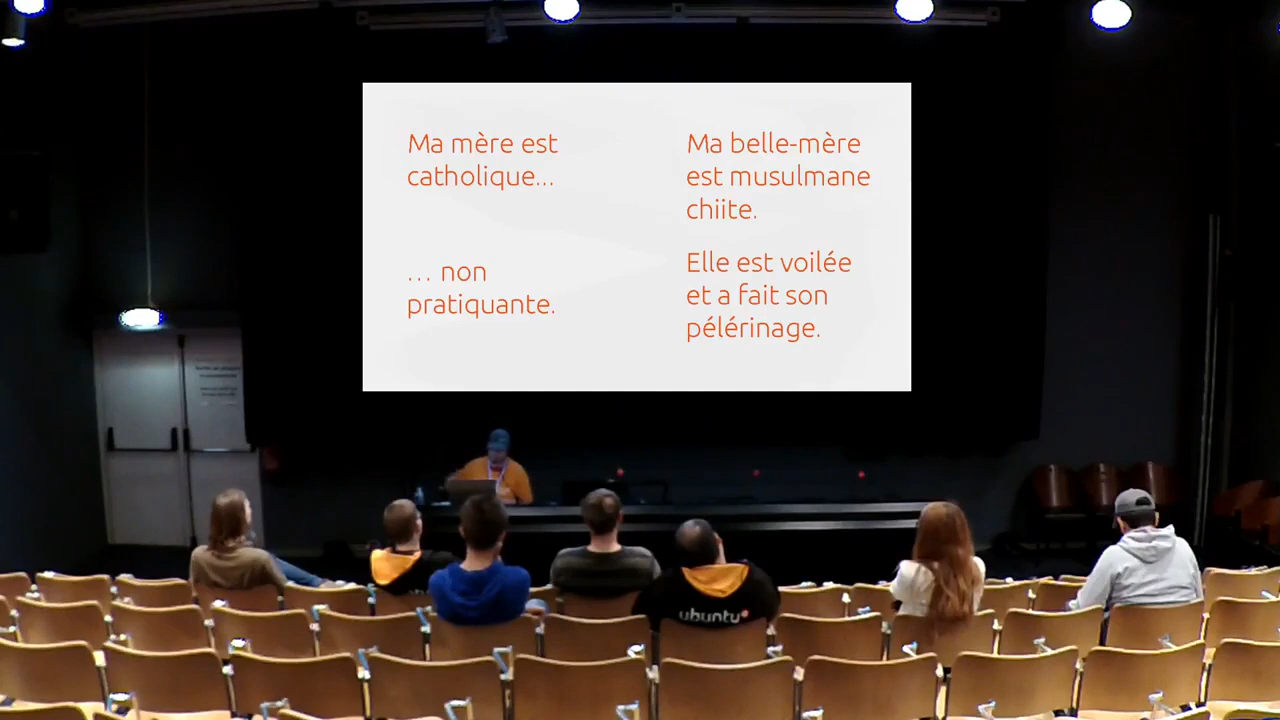 Ma mère est
catholique...
... non
pratiquante.
Ma belle-mère
est musulmane
chiite.
Elle est voilée
et a fait son
pélérinage.
ubuntu